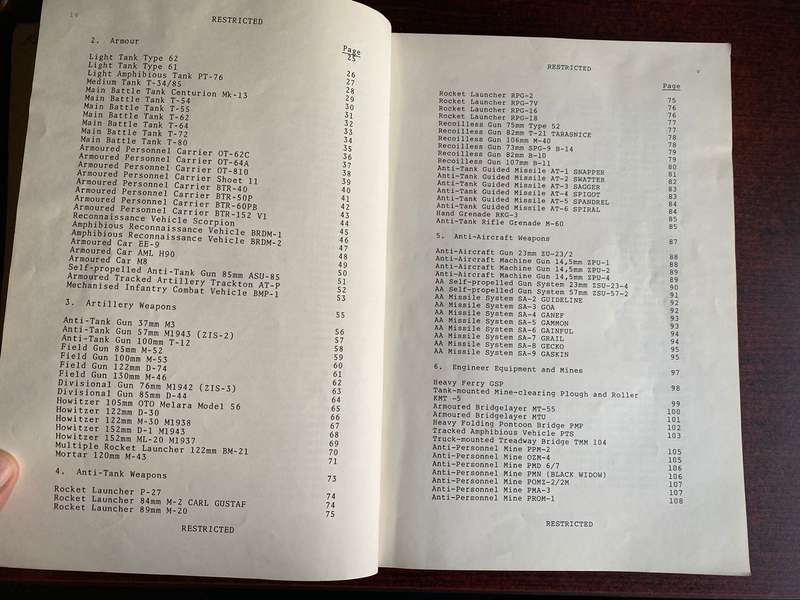 iv
RESTRICTED
Page
2. Armour 25
Light Tank Type 62 26
Light Tank Type 61 27
Light Amphibious Tank PT-76 28
Medium Tank T-34/85 29
Main Battle Tank Centurion Mk-13 30
Main Battle Tank T-54 31
Main Battle Tank T-55 32
Main Battle Tank T-62 33
Main Battle Tank T-64 34
Main Battle Tank T-72 35
Main Battle Tank T-80 36
Armoured Personnel Carrier OT-62C 37
Armoured Personnel Carrier OT-64A 38
Armoured Personnel Carrier OT-810 39
Armoured Personnel Carrier Shoet 11 40
Armoured Personnel Carrier BTR-40 41
Armoured Personnel Carrier BTR-50P 42
Armoured Personnel Carrier BTR-60PB 43
Armoured Personnel Carrier BTR-152 V1 44
Reconnaissance Vehicle Scorpion 45
Amphibious Reconnaissance Vehicle BRDM-1 46
Amphibious Reconnaissance Vehicle BRDM-2 47
Armoured Car EE-9 48
Armoured Car AML H90 49
Armoured Car M8 50
Self-propelled Anti-Tank Gun 85mm ASU-85 51
Armoured Tracked Artillery Trackton AT-P 52
Mechanised Infantry Combat Vehicle BMP-1 53
3. Artillery Weapons 55
Anti-Tank Gun 37mm M3 56
Anti-Tank Gun 57mm M1943 (ZIS-2) 57
Anti-Tank Gun 100mm T-12 58
Field Gun 85mm M-52 59
Field Gun 100mm M-53 60
Field Gun 122mm D-74 61
Field Gun 130mm M-46 62
Divisional Gun 76mm M1942 (ZIS-3) 63
Divisional Gun 85mm D-44 64
Howitzer 105mm OTO Melara Model 56 65
Howitzer 122mm D-30 66
Howitzer 122mm M-30 M1938 67
Howitzer 152mm D-1 M1943 68
Howitzer 152mm ML-20 M1937 69
Multiple Rocket Launcher 122mm BM-21 70
Mortar 120mm M-43 71
4. Anti-Tank Weapons 73
Rocket Launcher P-27 74
Rocket Launcher 84mm M-2 CARL GUSTAF 74
Rocket Launcher 89mm M-20 75
RESTRICTED
RESTRICTED
v
Page
Rocket Launcher RPG-2 75
Rocket Launcher RPG-7V 76
Rocket Launcher RPG-16 76
Rocket Launcher RPG-18 77
Recoilless Gun 75mm Type 52 77
Recoilless Gun 82mm T-21 TARASNICE 78
Recoilless Gun 106mm M-40 78
Recoilless Gun 73mm SPG-9 B-14 79
Recoilless Gun 82mm B-10 79
Recoilless Gun 107mm B-11 80
Anti-Tank Guided Missile AT-1 SNAPPER 81
Anti-Tank Guided Missile AT-2 SWATTER 82
Anti-Tank Guided Missile AT-3 SAGGER 83
Anti-Tank Guided Missile AT-4 SPIGOT 83
Anti-Tank Guided Missile AT-5 SPANDREL 84
Anti-Tank Guided Missile AT-6 SPIRAL 84
Hand Grenade RKG-3 85
Anti-Tank Rifle Grenade M-60 85
5. Anti-Aircraft Weapons 87
Anti-Aircraft Gun 23mm ZU-23/2 88
Anti-Aircraft Machine Gun 14,5mm ZPU-1 88
Anti-Aircraft Machine Gun 14,5mm ZPU-2 89
Anti-Aircraft Machine Gun 14,5mm ZPU-4 89
AA Self-propelled Gun System 23mm ZSU-23-4 90
AA Self-propelled Gun System 57mm ZSU-57-2 91
AA Missile System SA-2 GUIDELINE 92
AA Missile System SA-3 GOA 92
AA Missile System SA-4 GANEF 93
AA Missile System SA-5 GAMMON 93
AA Missile System SA-6 GAINFUL 94
AA Missile System SA-7 GRAIL 94
AA Missile System SA-8 GECKO 95
AA Missile System SA-9 GASKIN 95
6. Engineer Equipment and Mines 97
Heavy Ferry GSP 98
Tank-mounted Mine-clearing Plough and Roller
KMT -5 99
Armoured Bridgelayer MT-55 100
Armoured Bridgelayer MTU 101
Heavy Folding Pontoon Bridge PMP 102
Tracked Amphibious Vehicle PTS 103
Truck-mounted Treadway Bridge TMM 104
Anti-Personnel Mine PPM-2 105
Anti-Personnel Mine OZM-4 105
Anti-Personnel Mine PMD 6/7 106
Anti-Personnel Mine PMN (BLACK WIDOW) 106
Anti-Personnel Mine POMZ-2/2M 107
Anti-Personnel Mine PMA-3 107
Anti-Personnel Mine PROM-1 108
RESTRICTED